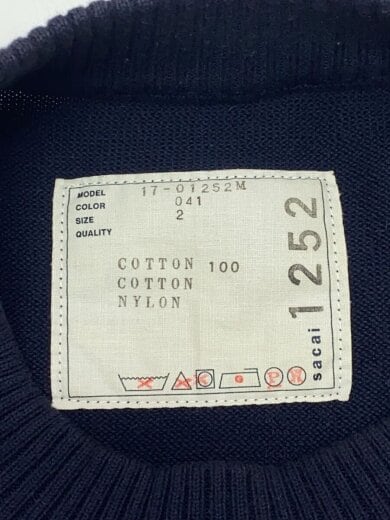 MODEL 17-01252M
COLOR 041
SIZE 2
QUALITY
COTTON 100
COTTON
NYLON
sacai 1252
P W